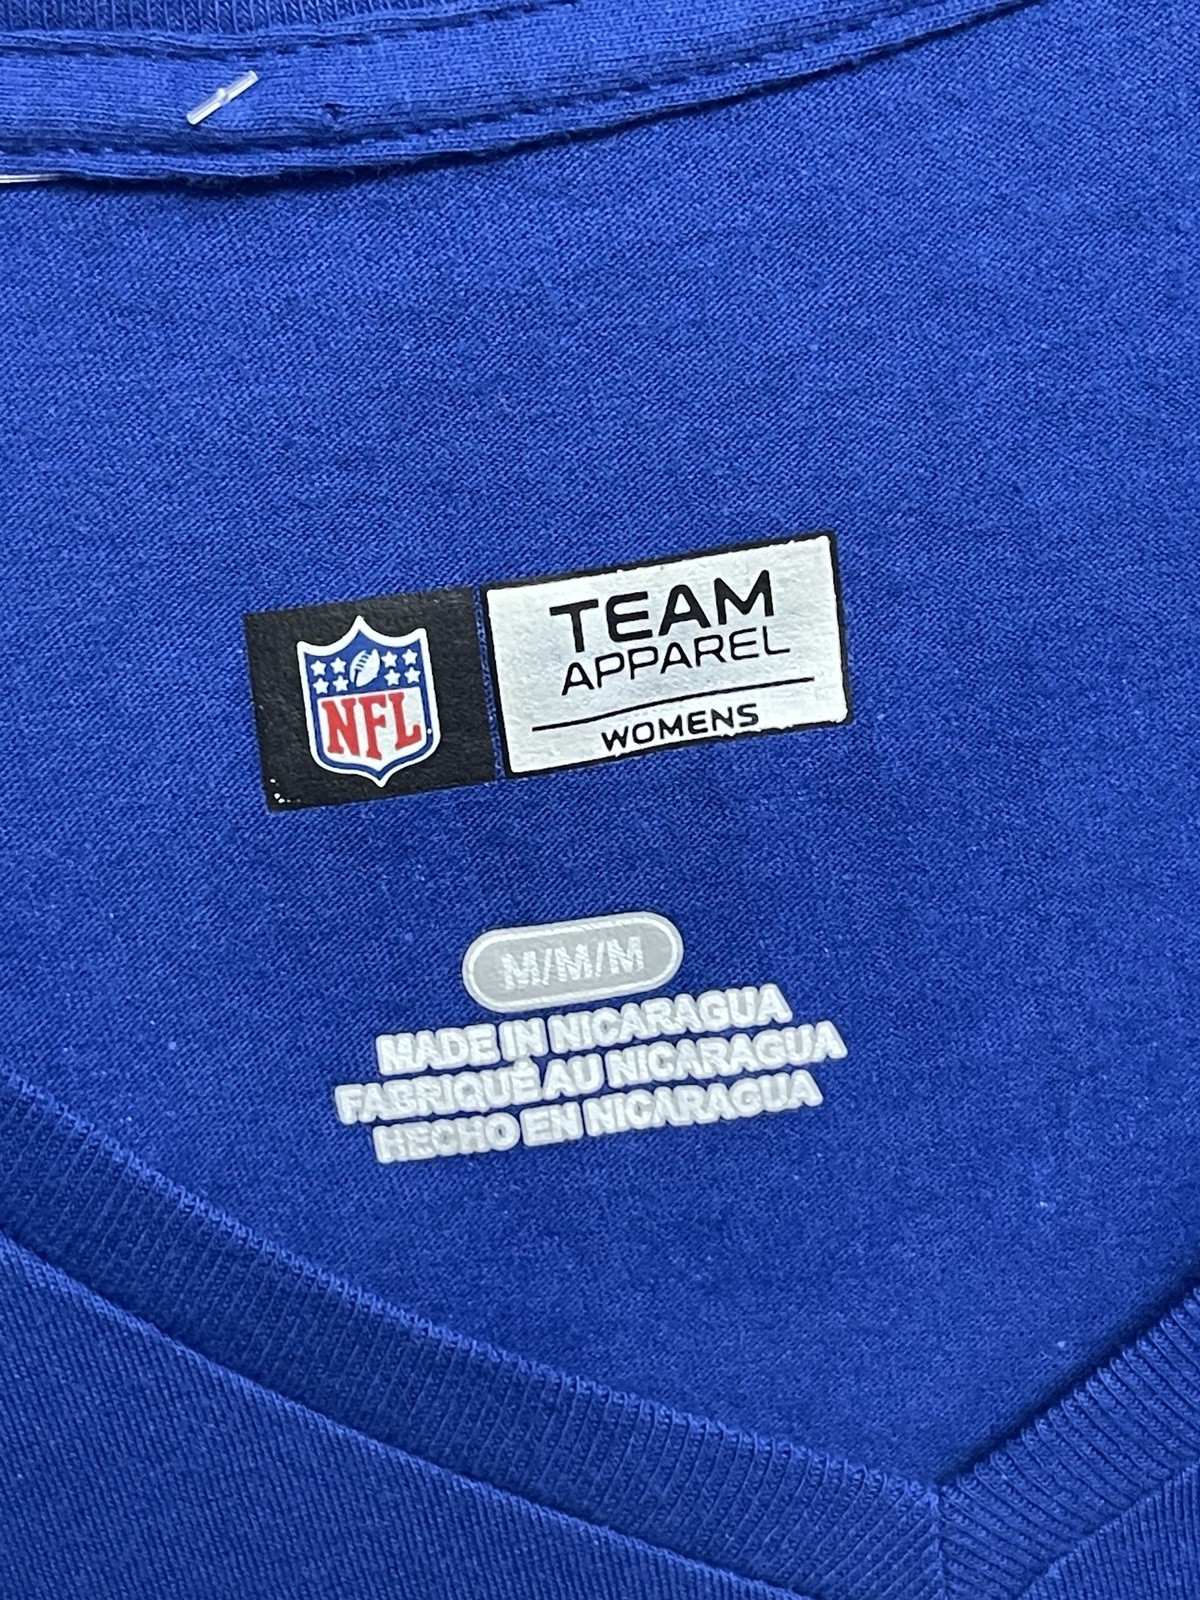 NFL
TEAM
APPAREL
WOMENS
M/M/M
MADE IN NICARAGUA
FABRIQUÉ AU NICARAGUA
HECHO EN NICARAGUA